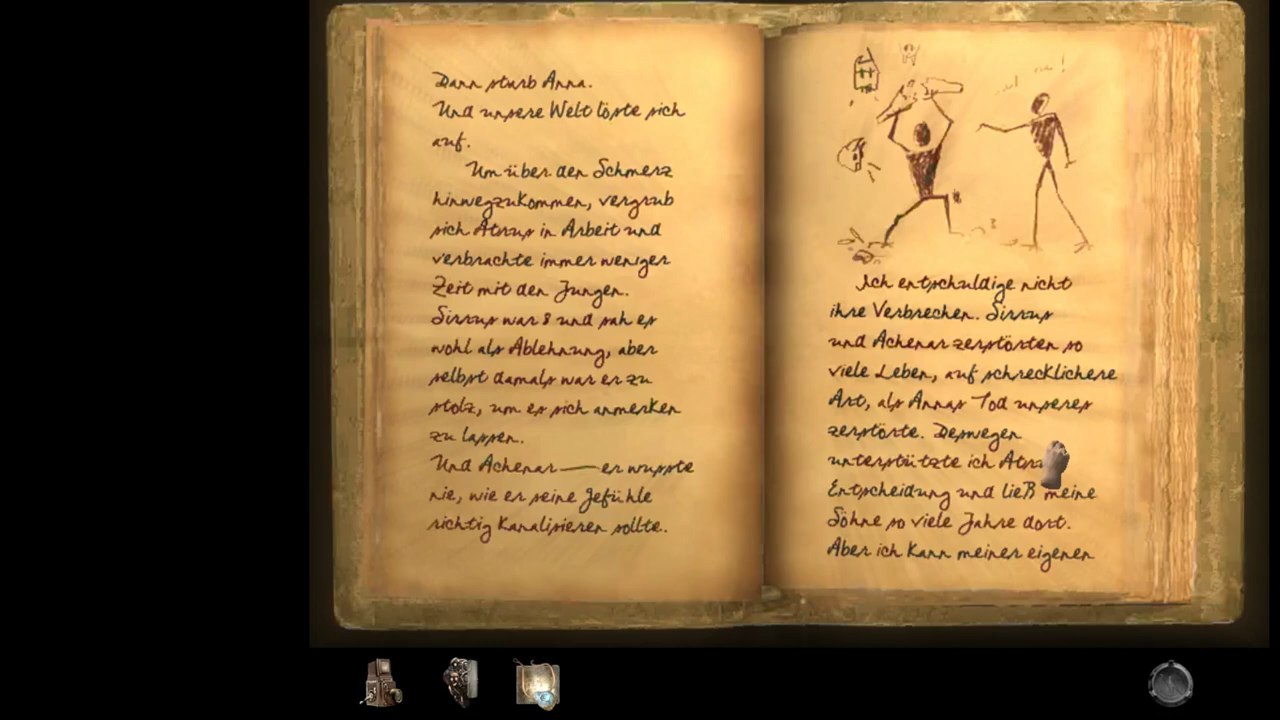 Dann starb Anna.
Und unsere Welt löste sich
auf.
Um über den Schmerz
hinwegzukommen, vergrub
sich Atrus in Arbeit und
verbrachte immer weniger
Zeit mit den Jungen.
Sirrus war 8 und sah es
wohl als Ablehnung, aber
selbst damals war er zu
stolz, um es sich anmerken
zu lassen.
Und Achenar — er wusste
nie, wie er seine Gefühle
richtig kanalisieren sollte.
Ich entschuldige nicht
ihre Verbrechen. Sirrus
und Achenar zerstörten so
viele Leben, auf schrecklichere
Art, als Annas Tod unseres
zerstörte. Deswegen
unterstützte ich
Entscheidung und ließ meine
Söhne so viele Jahre dort.
Aber ich kann meiner eigenen